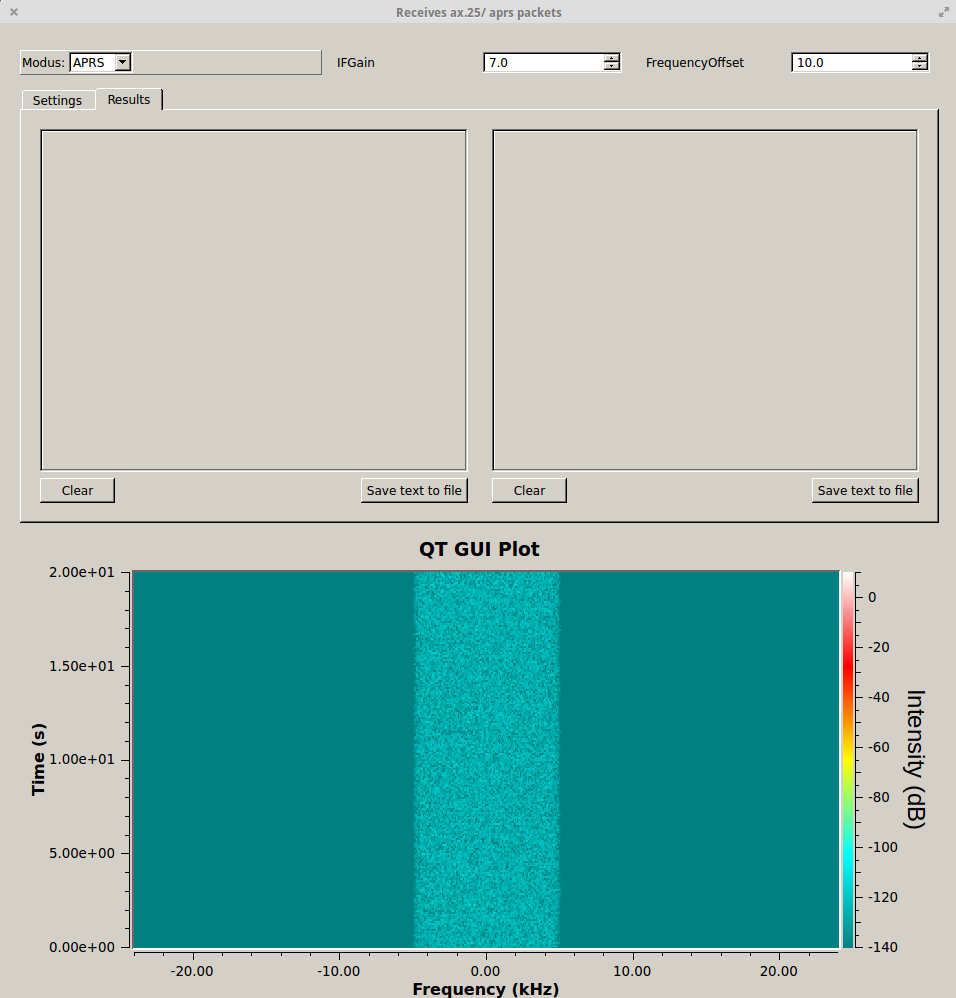 Receives ax.25/ aprs packets
Modus: APRS IFGain 7.0 FrequencyOffset 10.0
Settings Results
Clear Save text to file Clear Save text to file
QT GUI Plot
2.00e+01
1.50e+01
1.00e+01
5.00e+00
0.00e+00
Time (s)
0
-20
-40
-60
-80
-100
-120
-140
Intensity (dB)
-20.00 -10.00 0.00 10.00 20.00
Frequency (kHz)